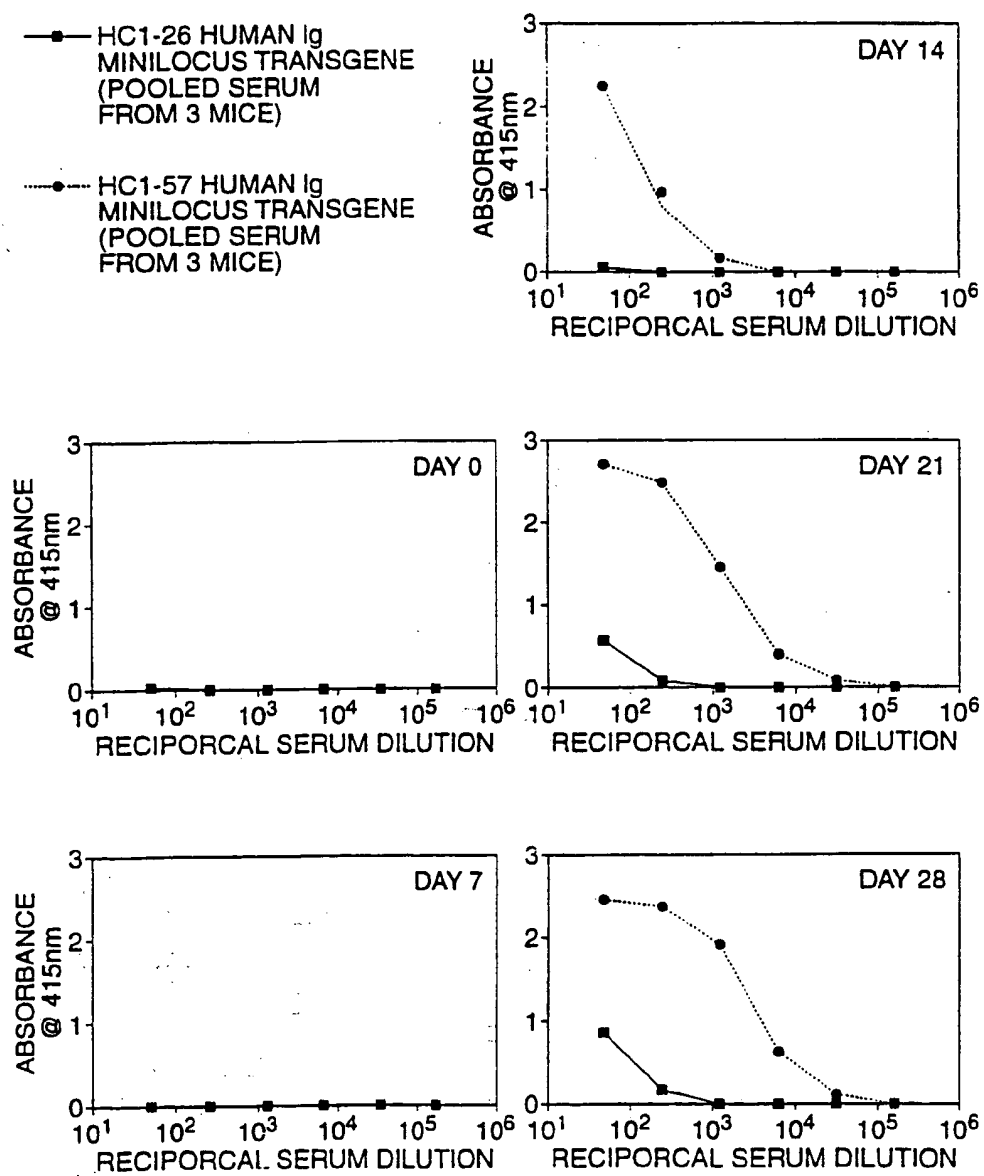 HC1-26 HUMAN Ig
MINILOCUS TRANSGENE
(POOLED SERUM
FROM 3 MICE)
HC1-57 HUMAN Ig
MINILOCUS TRANSGENE
(POOLED SERUM
FROM 3 MICE)
DAY 14
ABSORBANCE
@ 415nm
3
2
1
0
10¹ 10² 10³ 10⁴ 10⁵ 10⁶
RECIPORCAL SERUM DILUTION
DAY 0
ABSORBANCE
@ 415nm
3
2
1
0
10¹ 10² 10³ 10⁴ 10⁵ 10⁶
RECIPORCAL SERUM DILUTION
DAY 21
3
2
1
0
10¹ 10² 10³ 10⁴ 10⁵ 10⁶
RECIPORCAL SERUM DILUTION
DAY 7
ABSORBANCE
@ 415nm
3
2
1
0
10¹ 10² 10³ 10⁴ 10⁵ 10⁶
RECIPORCAL SERUM DILUTION
DAY 28
3
2
1
0
10¹ 10² 10³ 10⁴ 10⁵ 10⁶
RECIPORCAL SERUM DILUTION